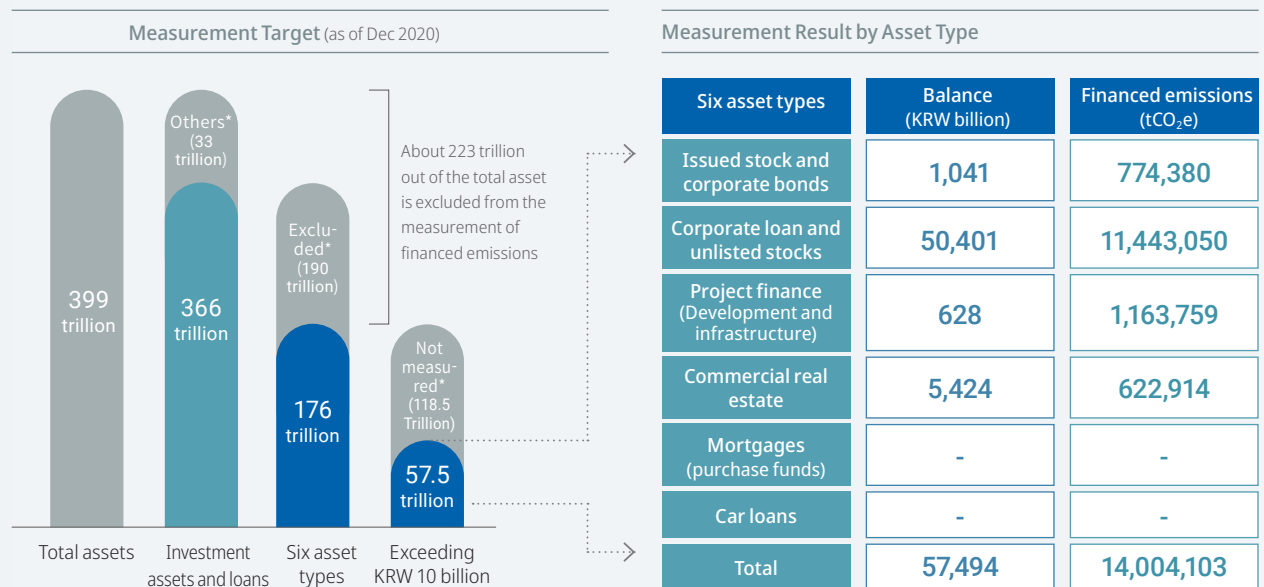 Measurement Target (as of Dec 2020)
399
trillion
Others*
(33
trillion)
366
trillion
Exclu-
ded*
(190
trillion)
176
trillion
Not
measu-
red*
(118.5
Trillion)
57.5
trillion
About 223 trillion
out of the total asset
is excluded from the
measurement of
financed emissions
Total assets
Investment
assets and loans
Six asset
types
Exceeding
KRW 10 billion
Measurement Result by Asset Type
Six asset types
Balance
(KRW billion)
Financed emissions
(tCO₂e)
Issued stock and
corporate bonds
1,041
774,380
Corporate loan and
unlisted stocks
50,401
11,443,050
Project finance
(Development and
infrastructure)
628
1,163,759
Commercial real
estate
5,424
622,914
Mortgages
(purchase funds)
-
-
Car loans
-
-
Total
57,494
14,004,103